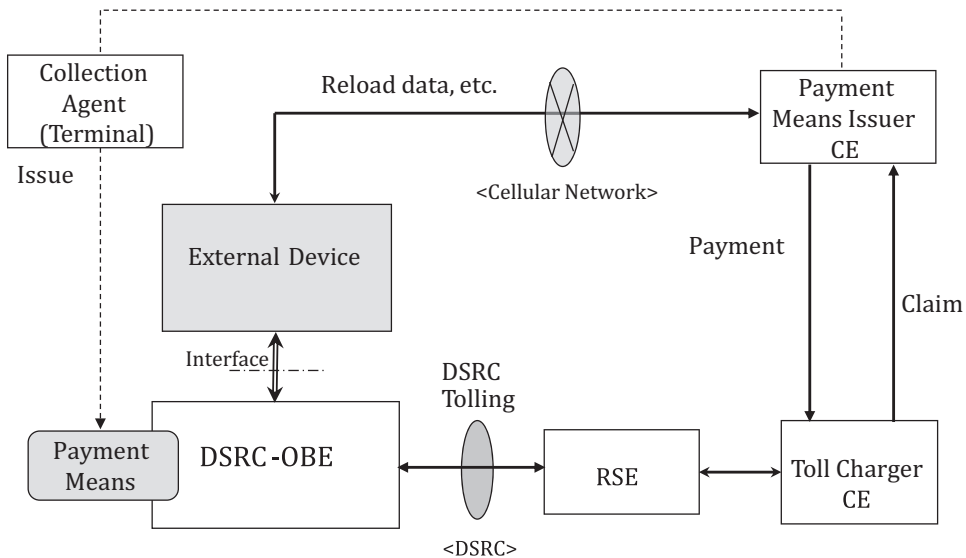 Collection
Agent
(Terminal)
Issue
Reload data, etc.
<Cellular Network>
Payment
Means Issuer
CE
External Device
Payment
Claim
Interface
DSRC
Tolling
Payment
Means
DSRC-OBE
RSE
Toll Charger
CE
<DSRC>